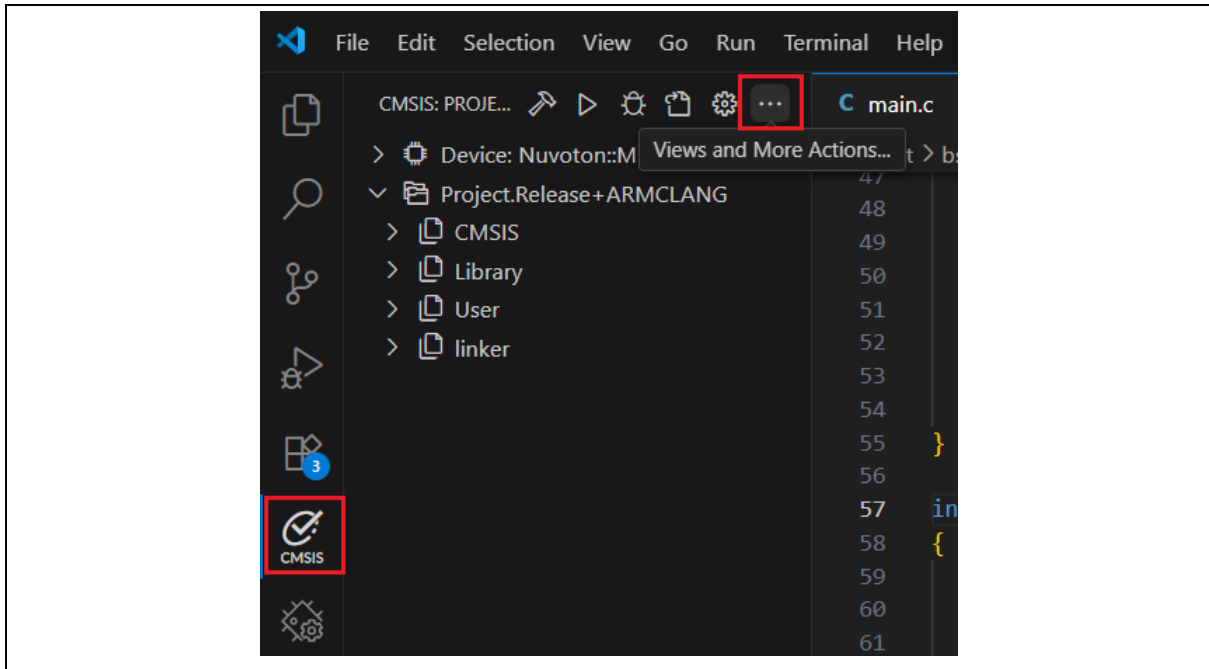 File Edit Selection View Go Run Terminal Help
CMSIS: PROJE... C main.c
Views and More Actions...
Device: Nuvoton::M t > b
47
Project.Release+ARMCLANG
48
CMSIS
49
Library
50
User
51
linker
52
53
54
55 }
56
3
57 in
58 {
CMSIS
59
60
61